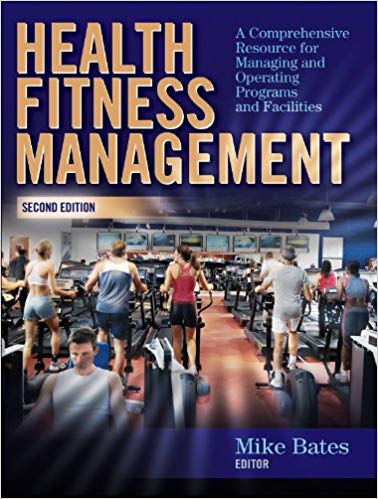 HEALTH
FITNESS
MANAGEMENT
A Comprehensive
Resource for
Managing and
Operating
Programs
and Facilities
SECOND EDITION
Mike Bates
EDITOR